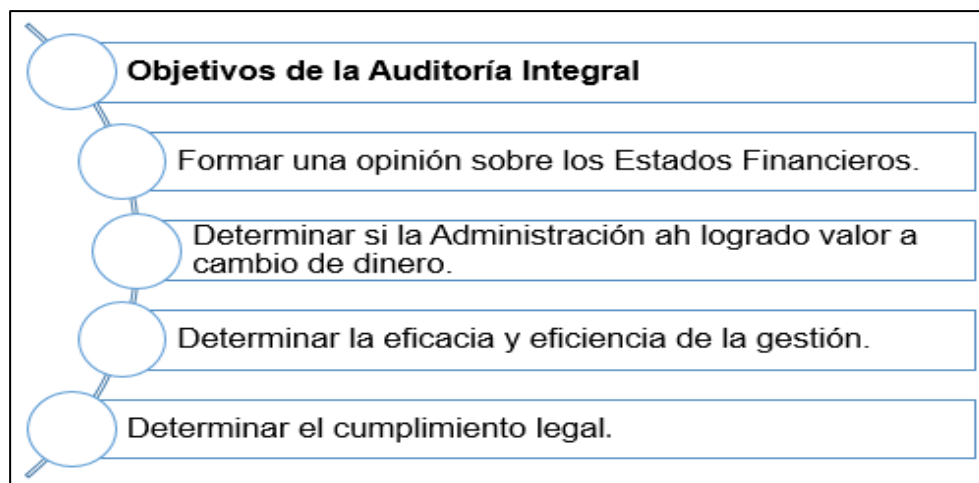 Objetivos de la Auditoría Integral
Formar una opinión sobre los Estados Financieros.
Determinar si la Administración ah logrado valor a
cambio de dinero.
Determinar la eficacia y eficiencia de la gestión.
Determinar el cumplimiento legal.